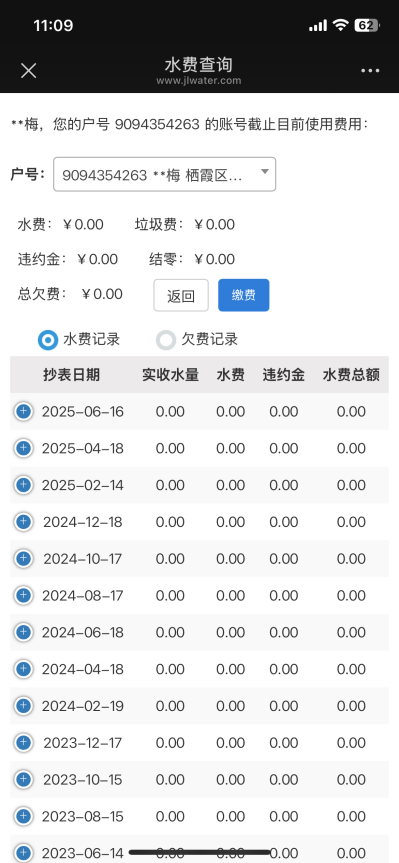 11:09
62
水费查询
www.jlwater.com
**梅，您的户号 9094354263 的账号截止目前使用费用：
户号： 9094354263 **梅 栖霞区...
水费：￥0.00 垃圾费：￥0.00
违约金：￥0.00 结零：￥0.00
总欠费： ￥0.00 返回 缴费
水费记录 欠费记录
抄表日期 实收水量 水费 违约金 水费总额
2025-06-16 0.00 0.00 0.00 0.00
2025-04-18 0.00 0.00 0.00 0.00
2025-02-14 0.00 0.00 0.00 0.00
2024-12-18 0.00 0.00 0.00 0.00
2024-10-17 0.00 0.00 0.00 0.00
2024-08-17 0.00 0.00 0.00 0.00
2024-06-18 0.00 0.00 0.00 0.00
2024-04-18 0.00 0.00 0.00 0.00
2024-02-19 0.00 0.00 0.00 0.00
2023-12-17 0.00 0.00 0.00 0.00
2023-10-15 0.00 0.00 0.00 0.00
2023-08-15 0.00 0.00 0.00 0.00
2023-06-14 0.00 0.00 0.00 0.00